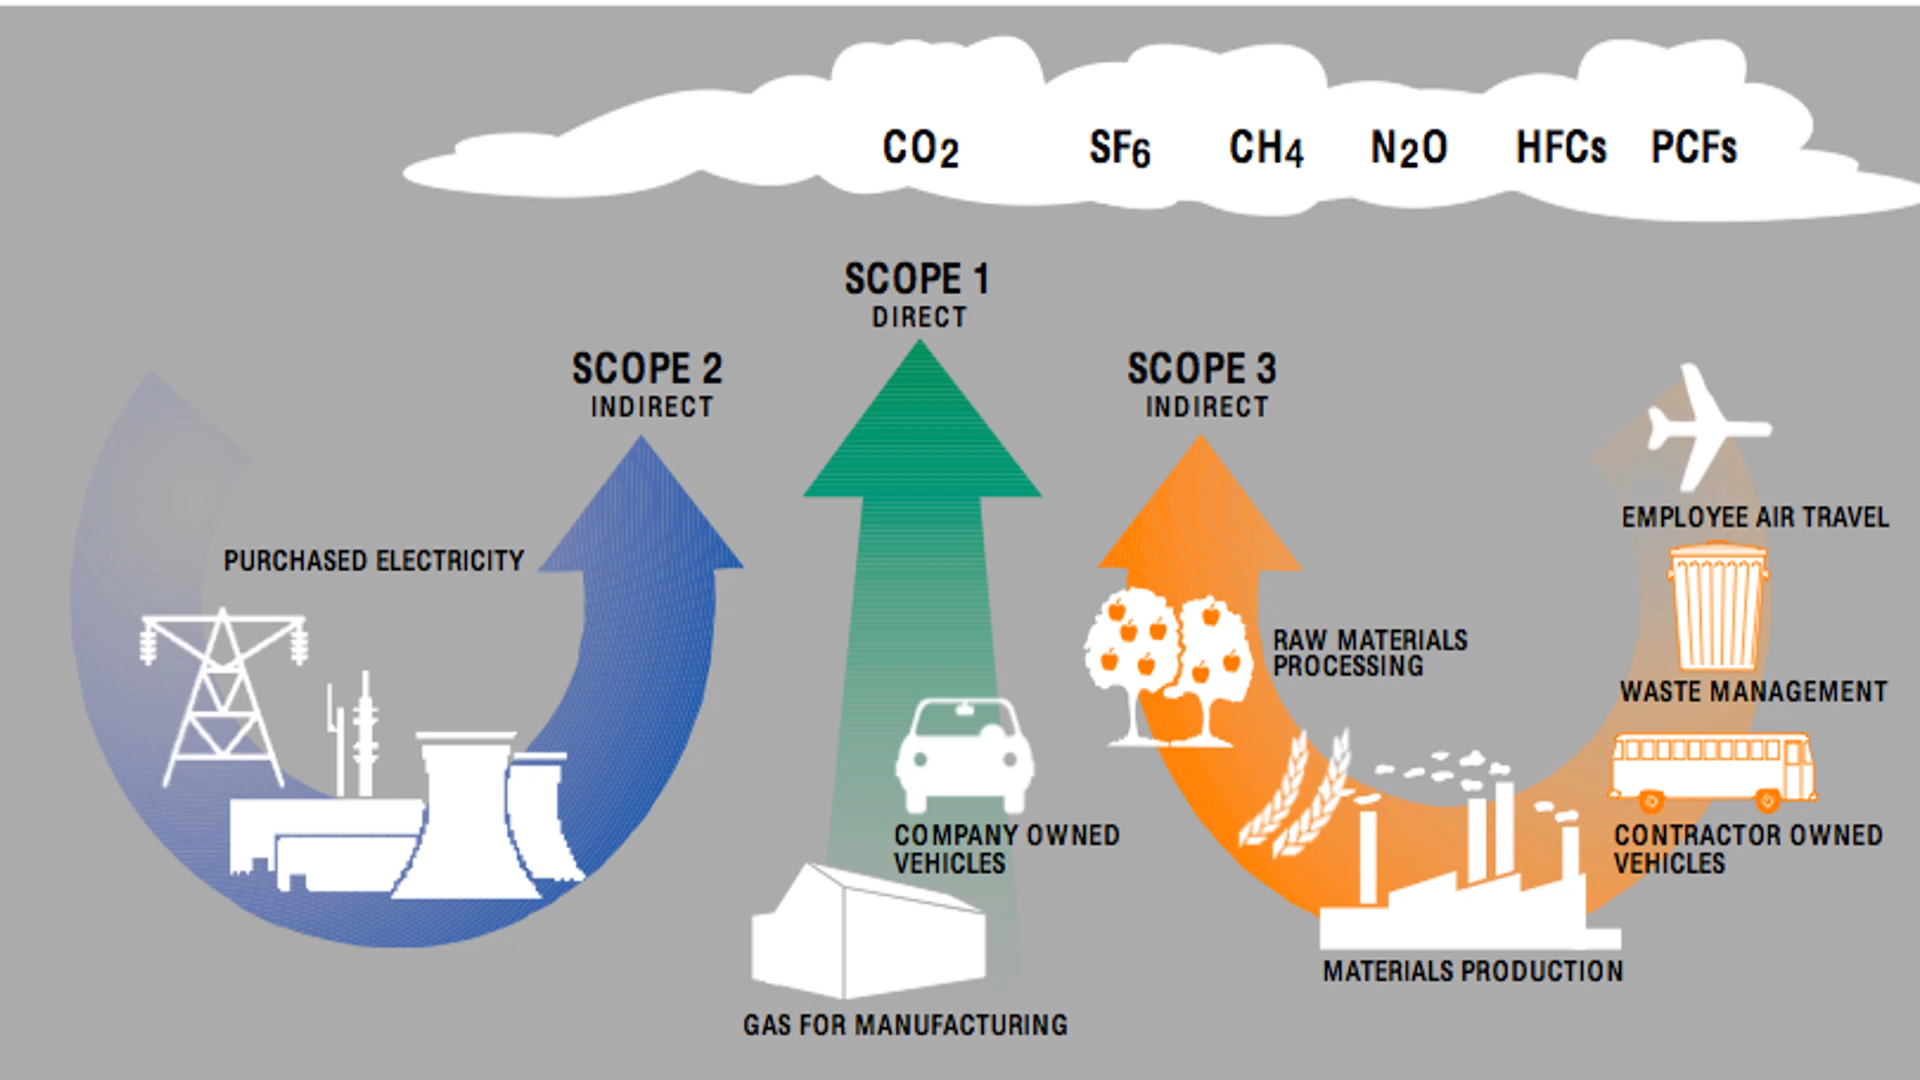 CO2 SF6 CH4 N2O HFCs PCFs
SCOPE 1
DIRECT
SCOPE 2
INDIRECT
SCOPE 3
INDIRECT
PURCHASED ELECTRICITY
COMPANY OWNED
VEHICLES
GAS FOR MANUFACTURING
RAW MATERIALS
PROCESSING
MATERIALS PRODUCTION
EMPLOYEE AIR TRAVEL
WASTE MANAGEMENT
CONTRACTOR OWNED
VEHICLES